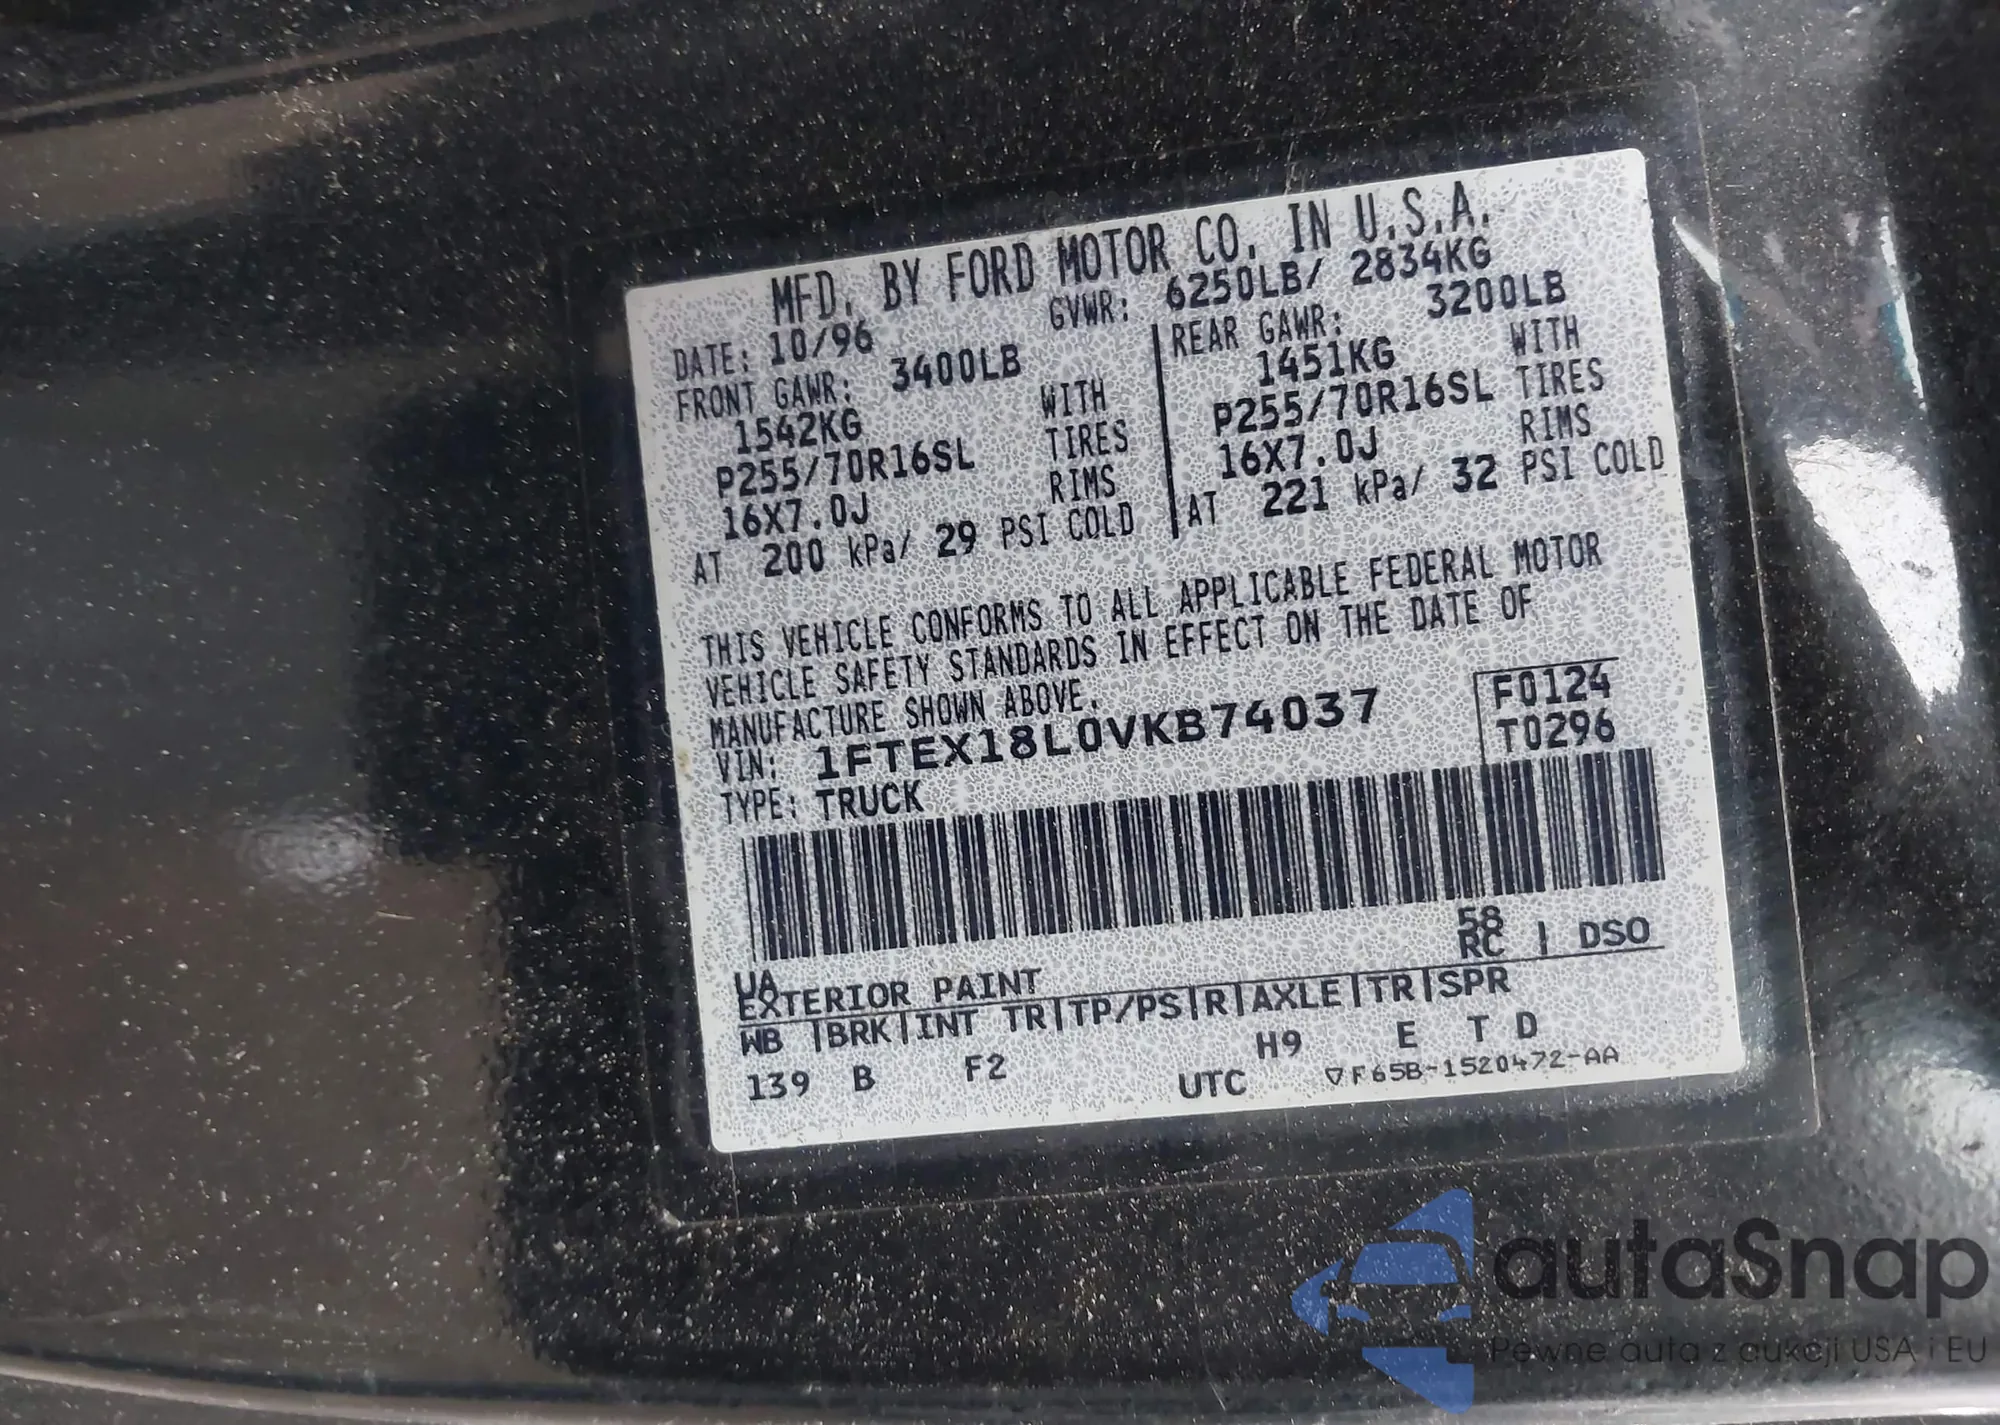 MFD. BY FORD MOTOR CO. IN U.S.A.
DATE: 10/96 GVWR: 6250LB/ 2834KG
FRONT GAWR: 3400LB
1542KG WITH
P255/70R16SL TIRES
16X7.0J RIMS
AT 200 kPa/ 29 PSI COLD
REAR GAWR: 3200LB
1451KG WITH
P255/70R16SL TIRES
16X7.0J RIMS
AT 221 kPa/ 32 PSI COLD
THIS VEHICLE CONFORMS TO ALL APPLICABLE FEDERAL MOTOR
VEHICLE SAFETY STANDARDS IN EFFECT ON THE DATE OF
MANUFACTURE SHOWN ABOVE.
VIN: 1FTEX18L0VKB74037
TYPE: TRUCK
F0124
T0296
UA 58
EXTERIOR PAINT RC | DSO
WB |BRK|INT TR|TP/PS|R|AXLE|TR|SPR
139 B F2 H9 E T D
UTC ▽F65B-1520472-AA
autaSnap
Pewne auta z aukcji USA i EU